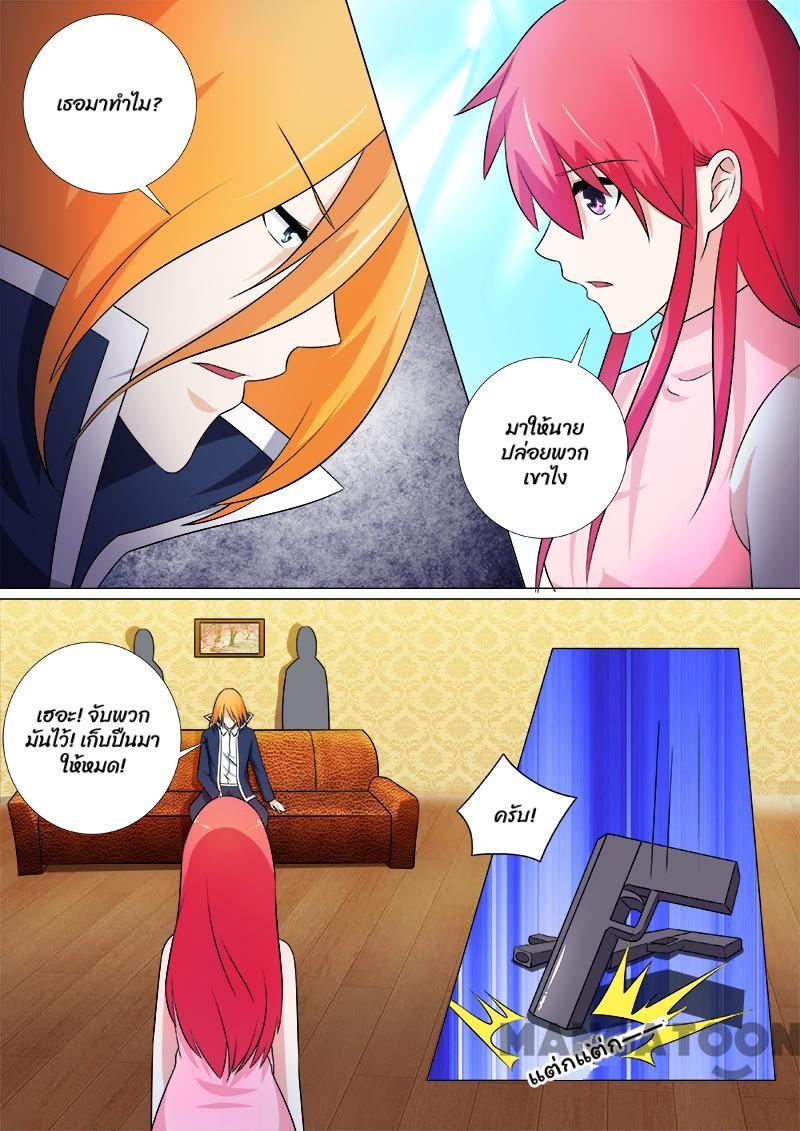 เธอมาทำไม?
มาให้นาย
ปล่อยพวก
เขาไง
เฮอะ! จับพวก
มันไว้! เก็บปืนมา
ให้หมด!
ครับ!
แต่กแต่ก—
MANGATOON